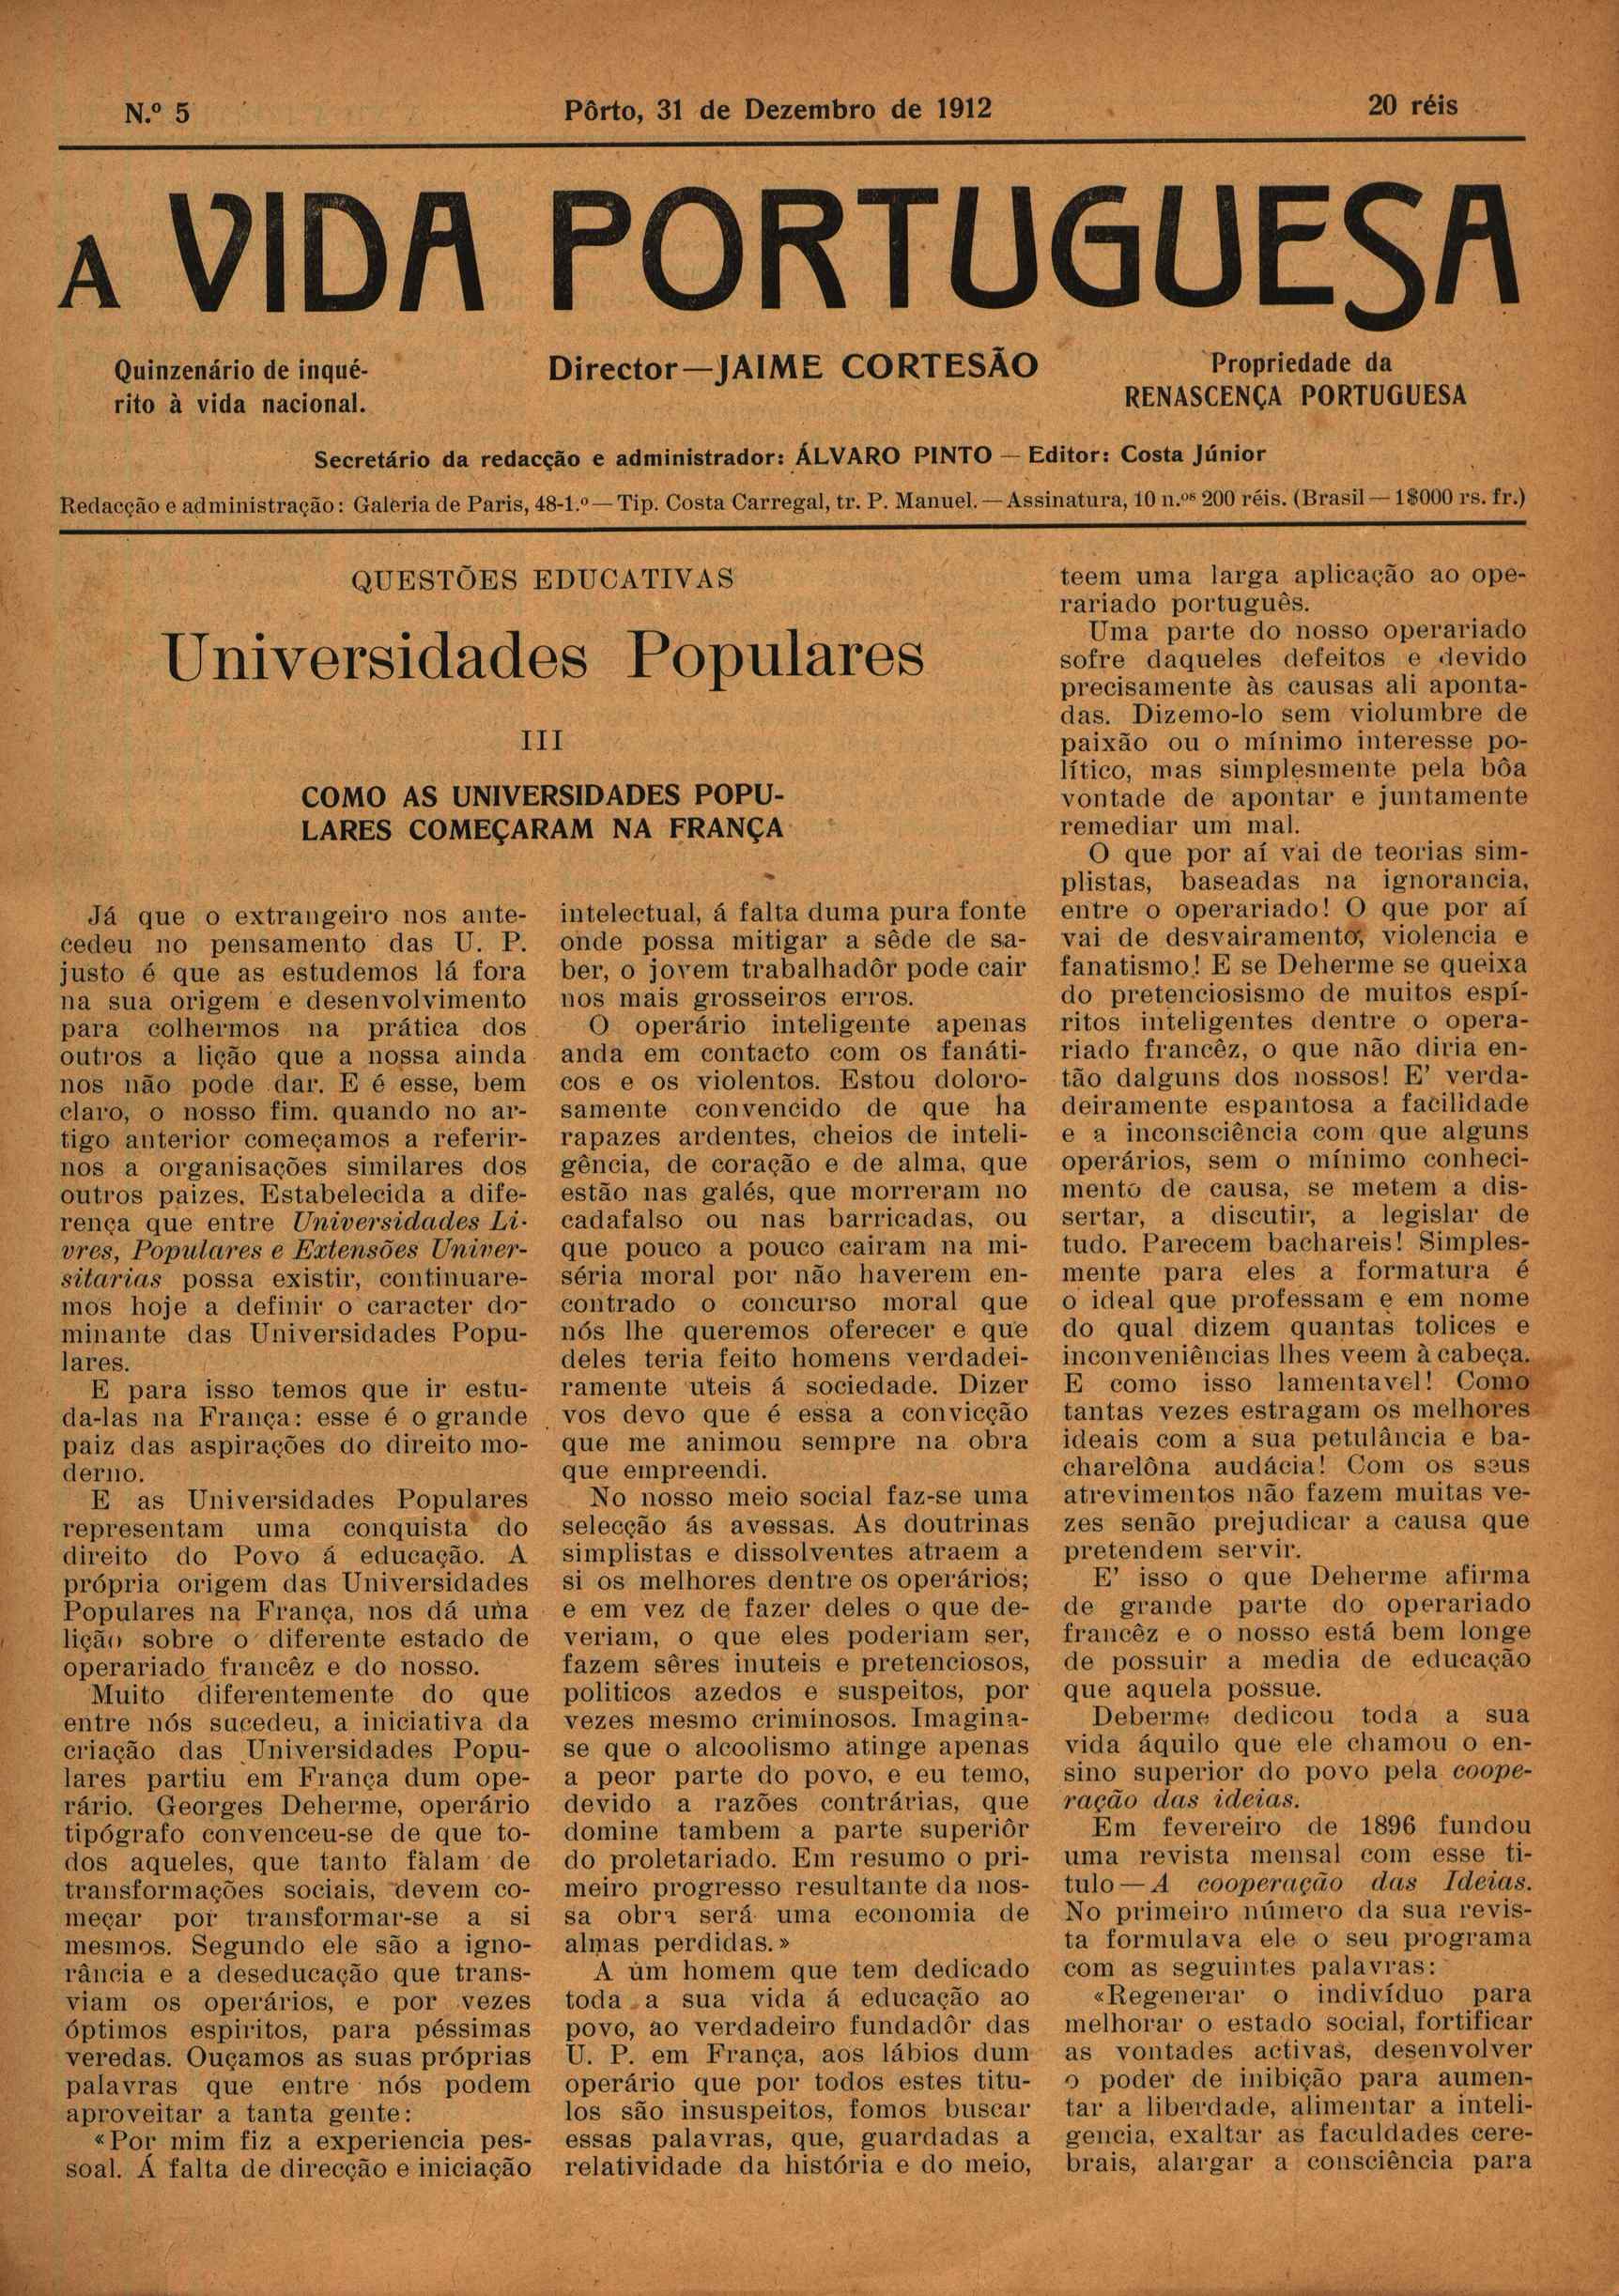 N.º 5
Pôrto, 31 de Dezembro de 1912
20 réis
A VIDA PORTUGUESA
Quinzenário de inqué-
rito à vida nacional.
Director—JAIME CORTESÃO
Propriedade da
RENASCENÇA PORTUGUESA
Secretário da redacção e administrador: ÁLVARO PINTO — Editor: Costa Júnior
Redacção e administração: Galeria de Paris, 48-1.º — Tip. Costa Carregal, tr. P. Manuel. — Assinatura, 10 n.os 200 réis. (Brasil — 1$000 rs. fr.)
QUESTÕES EDUCATIVAS
Universidades Populares
III
COMO AS UNIVERSIDADES POPU-
LARES COMEÇARAM NA FRANÇA
Já que o extrangeiro nos ante-
cedeu no pensamento das U. P.
justo é que as estudemos lá fora
na sua origem e desenvolvimento
para colhermos na prática dos
outros a lição que a nossa ainda
nos não pode dar. E é esse, bem
claro, o nosso fim. quando no ar-
tigo anterior começamos a referir-
nos a organisações similares dos
outros paizes. Estabelecida a dife-
rença que entre Universidades Li-
vres, Populares e Extensões Univer-
sitarias possa existir, continuare-
mos hoje a definir o caracter do-
minante das Universidades Popu-
lares.
E para isso temos que ir estu-
da-las na França: esse é o grande
paiz das aspirações do direito mo-
derno.
E as Universidades Populares
representam uma conquista do
direito do Povo á educação. A
própria origem das Universidades
Populares na França, nos dá uma
lição sobre o diferente estado de
operariado francêz e do nosso.
Muito diferentemente do que
entre nós sucedeu, a iniciativa da
criação das Universidades Popu-
lares partiu em França dum ope-
rário. Georges Deherme, operário
tipógrafo convenceu-se de que to-
dos aqueles, que tanto falam de
transformações sociais, devem co-
meçar por transformar-se a si
mesmos. Segundo ele são a igno-
rância e a deseducação que trans-
viam os operários, e por vezes
óptimos espiritos, para péssimas
veredas. Ouçamos as suas próprias
palavras que entre nós podem
aproveitar a tanta gente:
«Por mim fiz a experiencia pes-
soal. Á falta de direcção e iniciação
intelectual, á falta duma pura fonte
onde possa mitigar a sêde de sa-
ber, o jovem trabalhadôr pode cair
nos mais grosseiros erros.
O operário inteligente apenas
anda em contacto com os fanáti-
cos e os violentos. Estou doloro-
samente convencido de que ha
rapazes ardentes, cheios de inteli-
gência, de coração e de alma, que
estão nas galés, que morreram no
cadafalso ou nas barricadas, ou
que pouco a pouco cairam na mi-
séria moral por não haverem en-
contrado o concurso moral que
nós lhe queremos oferecer e que
deles teria feito homens verdadei-
ramente uteis á sociedade. Dizer
vos devo que é essa a convicção
que me animou sempre na obra
que empreendi.
No nosso meio social faz-se uma
selecção ás avessas. As doutrinas
simplistas e dissolventes atraem a
si os melhores dentre os operários;
e em vez de fazer deles o que de-
veriam, o que eles poderiam ser,
fazem sêres inuteis e pretenciosos,
politicos azedos e suspeitos, por
vezes mesmo criminosos. Imagina-
se que o alcoolismo atinge apenas
a peor parte do povo, e eu temo,
devido a razões contrárias, que
domine tambem a parte superiôr
do proletariado. Em resumo o pri-
meiro progresso resultante da nos-
sa obra será uma economia de
almas perdidas.»
A um homem que tem dedicado
toda a sua vida á educação ao
povo, ao verdadeiro fundadôr das
U. P. em França, aos lábios dum
operário que por todos estes titu-
los são insuspeitos, fomos buscar
essas palavras, que, guardadas a
relatividade da história e do meio,
teem uma larga aplicação ao ope-
rariado português.
Uma parte do nosso operariado
sofre daqueles defeitos e devido
precisamente às causas ali aponta-
das. Dizemo-lo sem violumbre de
paixão ou o mínimo interesse po-
lítico, mas simplesmente pela bôa
vontade de apontar e juntamente
remediar um mal.
O que por aí vai de teorias sim-
plistas, baseadas na ignorancia,
entre o operariado! O que por aí
vai de desvairamento, violencia e
fanatismo! E se Deherme se queixa
do pretenciosismo de muitos espí-
ritos inteligentes dentre o opera-
riado francêz, o que não diria en-
tão dalguns dos nossos! E' verda-
deiramente espantosa a facilidade
e a inconsciência com que alguns
operários, sem o mínimo conheci-
mento de causa, se metem a dis-
sertar, a discutir, a legislar de
tudo. Parecem bachareis! Simples-
mente para eles a formatura é
o ideal que professam e em nome
do qual dizem quantas tolices e
inconveniências lhes veem à cabeça.
E como isso lamentavel! Como
tantas vezes estragam os melhores
ideais com a sua petulância e ba-
charelôna audácia! Com os seus
atrevimentos não fazem muitas ve-
zes senão prejudicar a causa que
pretendem servir.
E' isso o que Deherme afirma
de grande parte do operariado
francêz e o nosso está bem longe
de possuir a media de educação
que aquela possue.
Deberme dedicou toda a sua
vida áquilo que ele chamou o en-
sino superior do povo pela coope-
ração das ideias.
Em fevereiro de 1896 fundou
uma revista mensal com esse ti-
tulo — A cooperação das Ideias.
No primeiro número da sua revis-
ta formulava ele o seu programa
com as seguintes palavras:
«Regenerar o indivíduo para
melhorar o estado social, fortificar
as vontades activas, desenvolver
o poder de inibição para aumen-
tar a liberdade, alimentar a inteli-
gencia, exaltar as faculdades cere-
brais, alargar a consciência para